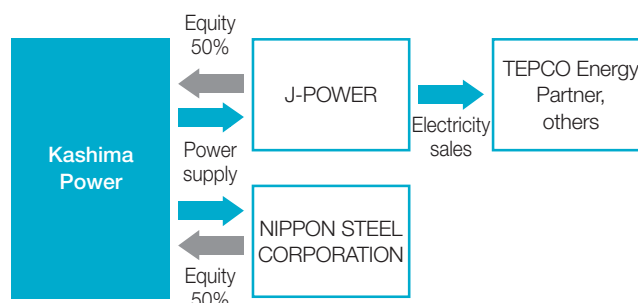 Equity
50%
J-POWER
TEPCO Energy
Partner,
others
Electricity
sales
Kashima
Power
Power
supply
NIPPON STEEL
CORPORATION
Equity
50%